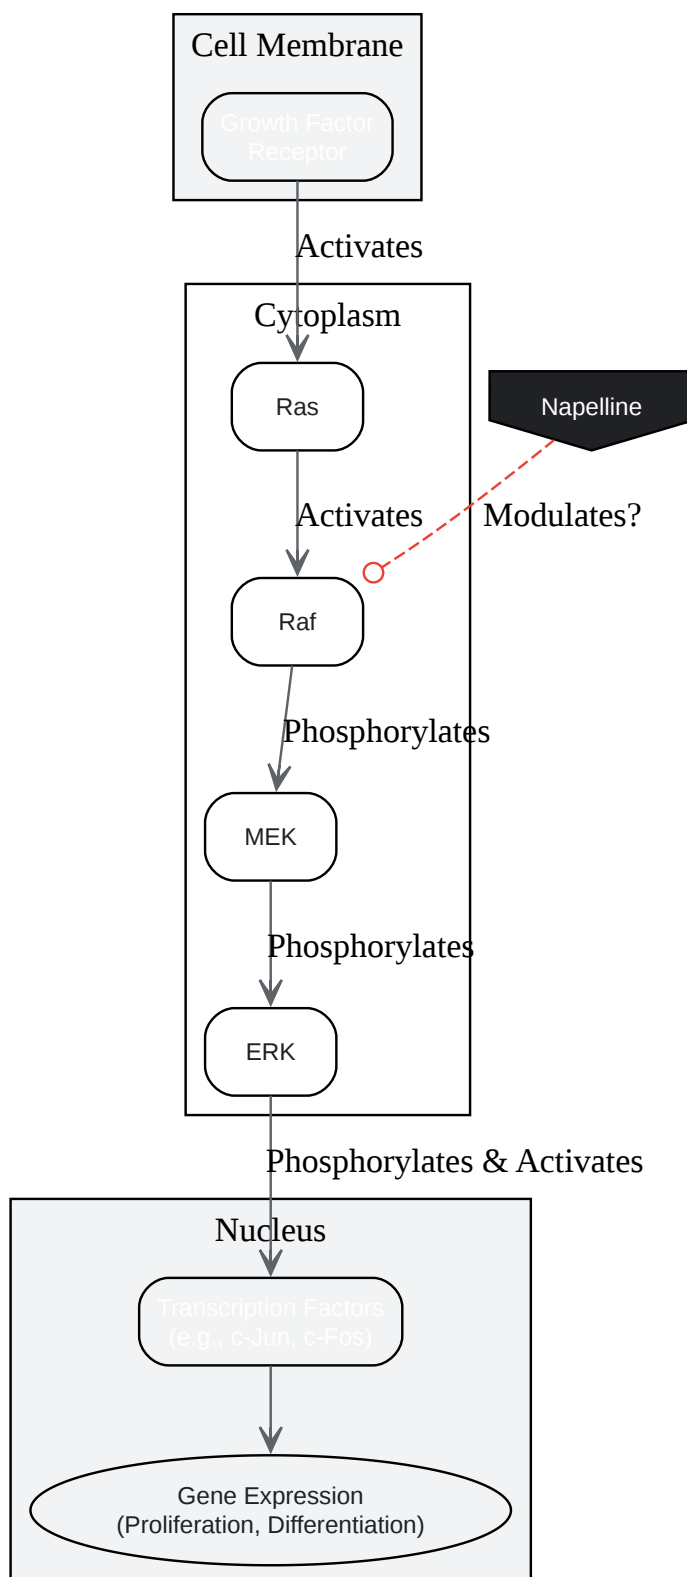 Cell Membrane
Growth Factor
Receptor
Activates
Cytoplasm
Ras
Napelline
Activates
Modulates?
Raf
Phosphorylates
MEK
Phosphorylates
ERK
Phosphorylates & Activates
Nucleus
Transcription Factors
(e.g., c-Jun, c-Fos)
Gene Expression
(Proliferation, Differentiation)